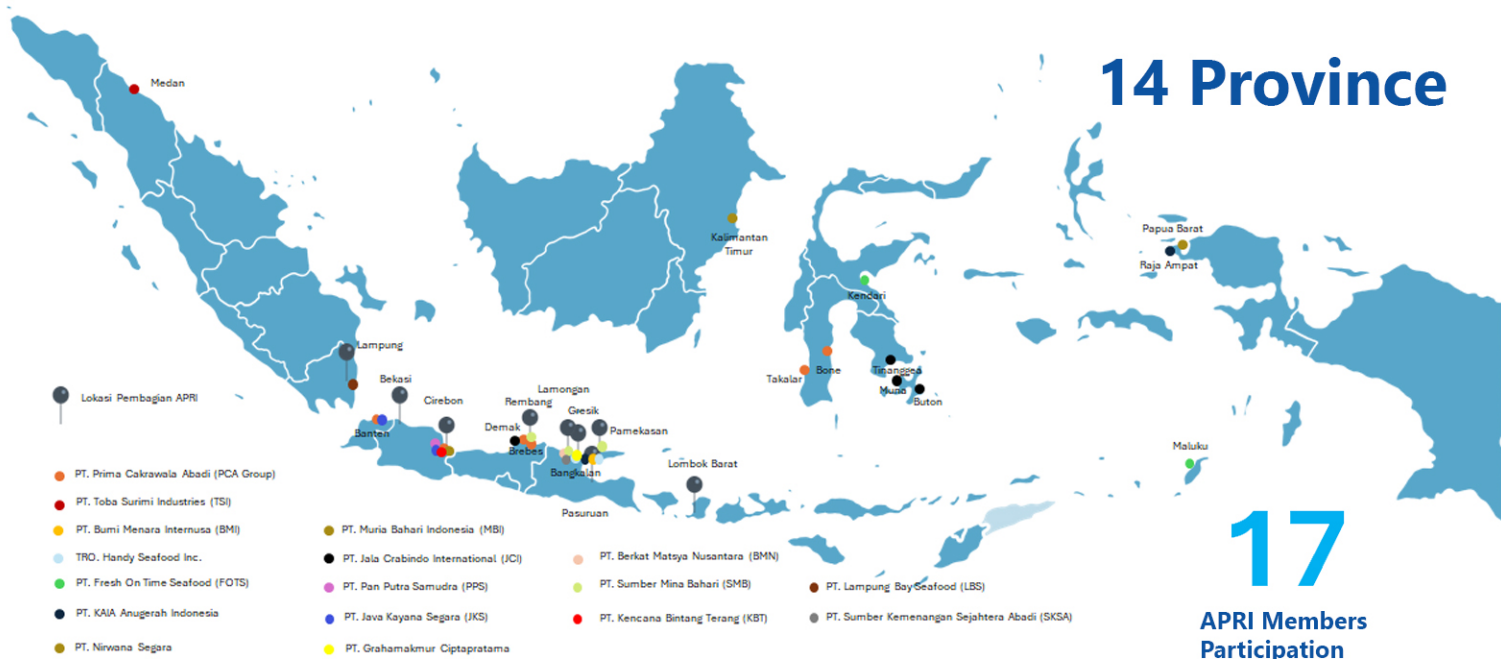 14 Province
Medan
Kalimantan
Timur
Papua Barat
Raja Ampat
Kendari
Lampung
Bekasi
Cirebon
Lamongan
Rembang
Gresik
Demak
Pamekasan
Banten
Brebes
Bangkalan
Lombok Barat
Pasuruan
Takalar
Bone
Tinanggea
Muna
Buton
Maluku
Lokasi Pembagian APRI
PT. Prima Cakrawala Abadi (PCA Group)
PT. Toba Surimi Industries (TSI)
PT. Bumi Menara Internusa (BMI)
TRO. Handy Seafood Inc.
PT. Fresh On Time Seafood (FOTS)
PT. KAIA Anugerah Indonesia
PT. Nirwana Segara
PT. Muria Bahari Indonesia (MBI)
PT. Jala Crabindo International (JCI)
PT. Pan Putra Samudra (PPS)
PT. Java Kayana Segara (JKS)
PT. Grahamakmur Ciptapratama
PT. Berkat Matsya Nusantara (BMN)
PT. Sumber Mina Bahari (SMB)
PT. Kencana Bintang Terang (KBT)
PT. Lampung Bay Seafood (LBS)
PT. Sumber Kemenangan Sejahtera Abadi (SKSA)
17
APRI Members
Participation